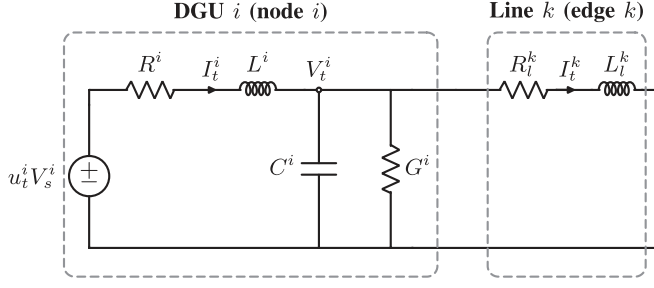 DGU i (node i)
Line k (edge k)
R^i
I_t^i
L^i
V_t^i
R_l^k
I_t^k
L_l^k
u_t^i V_s^i
±
C^i
G^i